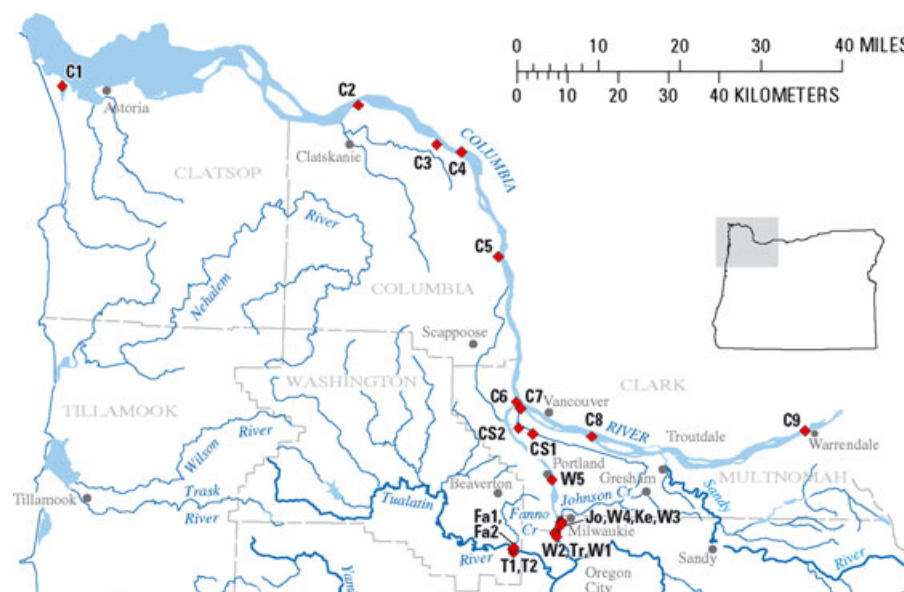 0 10 20 30 40 MILES
0 10 20 30 40 KILOMETERS
C1
Astoria
C2
Clatskanie
C3
C4
COLUMBIA
CLATSOP
River
Nehalem
C5
COLUMBIA
Scappoose
WASHINGTON
CLARK
C6
C7
Vancouver
C8
RIVER
C9
Warrendale
TILLAMOOK
CS2
CS1
Troutdale
MULTNOMAH
Wilson
River
Portland
W5
Gresham
Sandy
Tillamook
Trask
River
Tualatin
Beaverton
Johnson Cr
Fa1,
Fa2
Fanno
Cr
Jo,W4,Ke,W3
Milwaukie
W2,Tr,W1
River
T1,T2
Oregon
City
Sandy
River